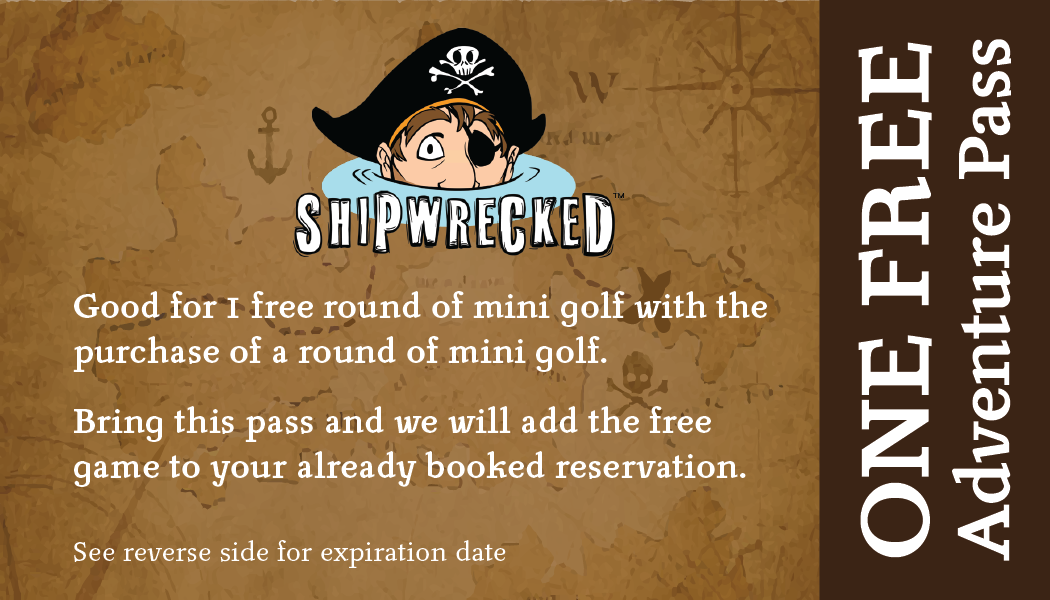 W
SHIPWRECKED™
S
Good for 1 free round of mini golf with the
purchase of a round of mini golf.
Bring this pass and we will add the free
game to your already booked reservation.
See reverse side for expiration date
ONE FREE
Adventure Pass